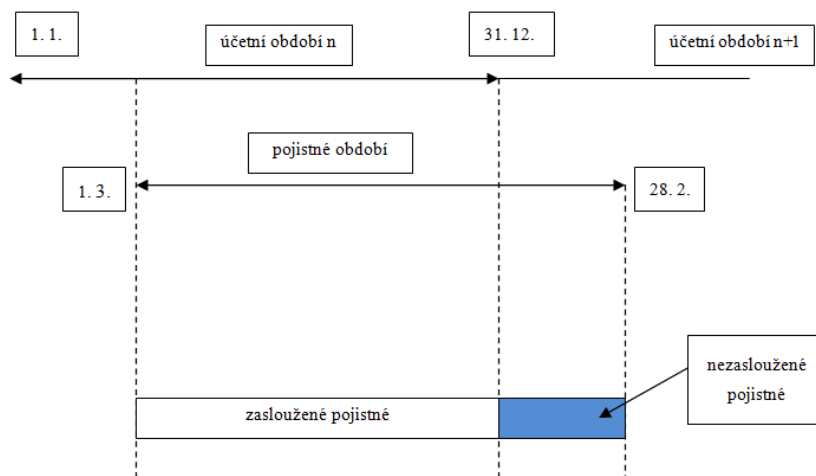 1. 1.
účetní období n
31. 12.
účetní období n+1
pojistné období
1. 3.
28. 2.
nezasloužené
pojistné
zasloužené pojistné